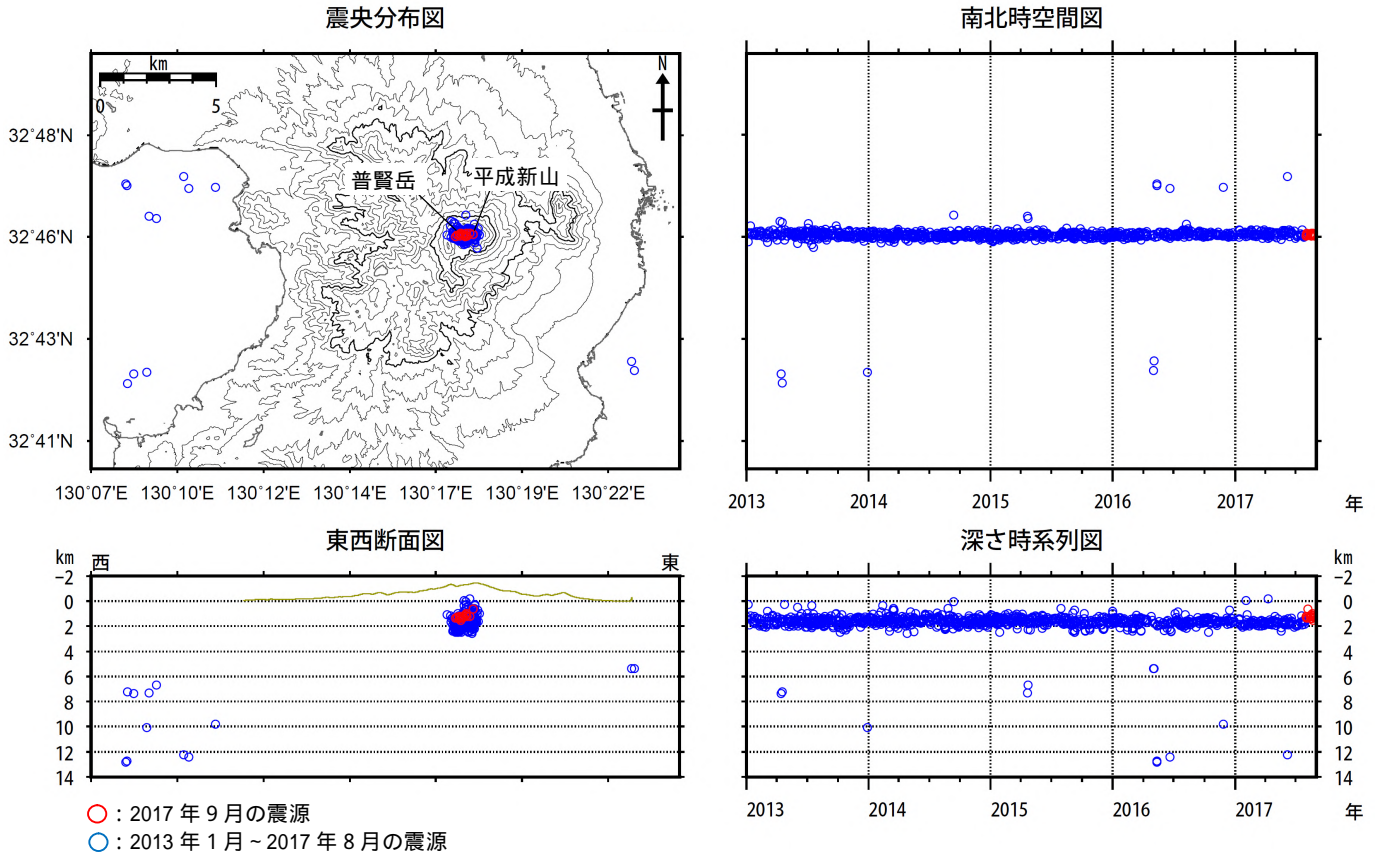 震央分布図
km
0 5
N
32°48'N
32°46'N
32°43'N
32°41'N
普賢岳
平成新山
130°07'E 130°10'E 130°12'E 130°14'E 130°17'E 130°19'E 130°22'E
南北時空間図
2013 2014 2015 2016 2017 年
東西断面図
km 西 東
-2
0
2
4
6
8
10
12
14
深さ時系列図
km
-2
0
2
4
6
8
10
12
14
2013 2014 2015 2016 2017 年
:2017 年 9 月の震源
:2013 年 1 月~2017 年 8 月の震源